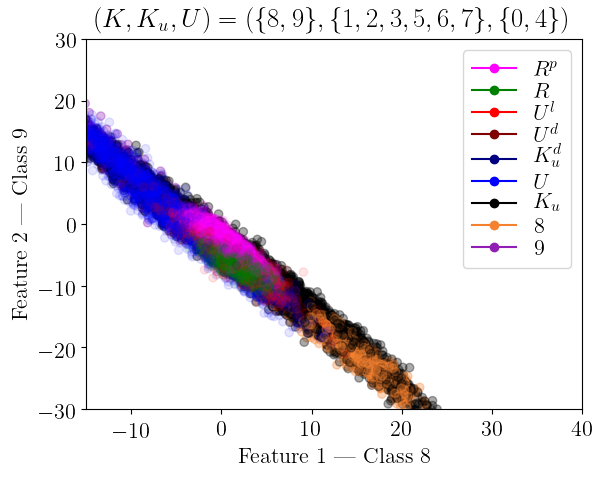 (K, K_u, U) = ({8, 9}, {1, 2, 3, 5, 6, 7}, {0, 4})
30
20
10
0
−10
−20
−30
Feature 2 — Class 9
R^p
R
U^l
U^d
K_u^d
U
K_u
8
9
−10 0 10 20 30 40
Feature 1 — Class 8